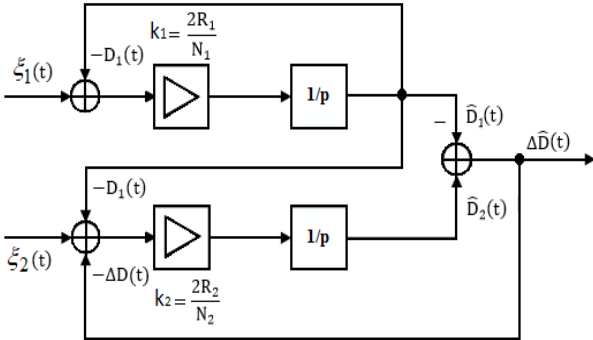 k₁= 2R₁/N₁
−D₁(t)
ξ₁(t)
1/p
− D̂₁(t)
ΔD̂(t)
−D₁(t)
D̂₂(t)
1/p
ξ₂(t)
−ΔD(t)
k₂= 2R₂/N₂